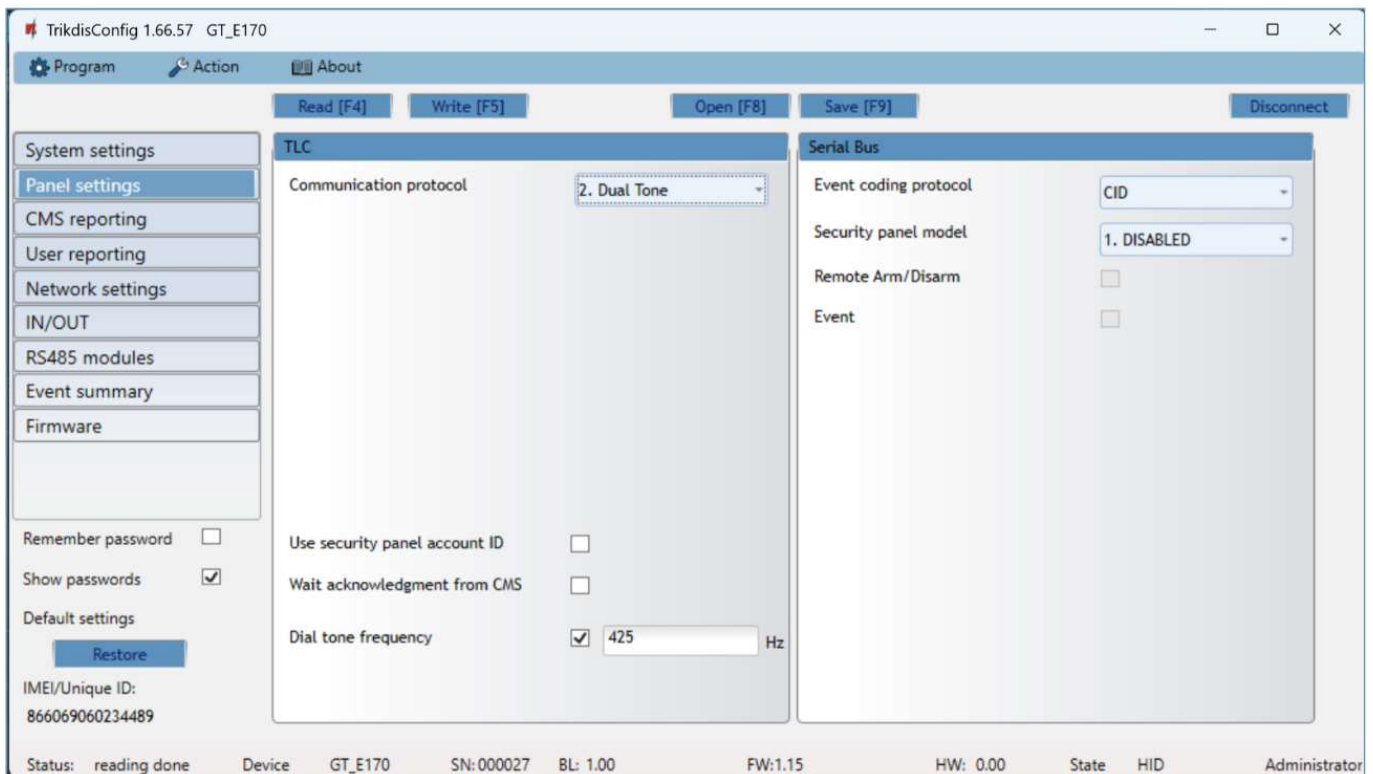 TrikdisConfig 1.66.57 GT_E170
Program Action About
Read [F4] Write [F5] Open [F8] Save [F9] Disconnect
System settings
Panel settings
CMS reporting
User reporting
Network settings
IN/OUT
RS485 modules
Event summary
Firmware
Remember password
Show passwords
Default settings
Restore
IMEI/Unique ID:
866069060234489
TLC
Communication protocol 2. Dual Tone
Use security panel account ID
Wait acknowledgment from CMS
Dial tone frequency 425 Hz
Serial Bus
Event coding protocol CID
Security panel model 1. DISABLED
Remote Arm/Disarm
Event
Status: reading done Device GT_E170 SN:000027 BL: 1.00 FW:1.15 HW: 0.00 State HID Administrator